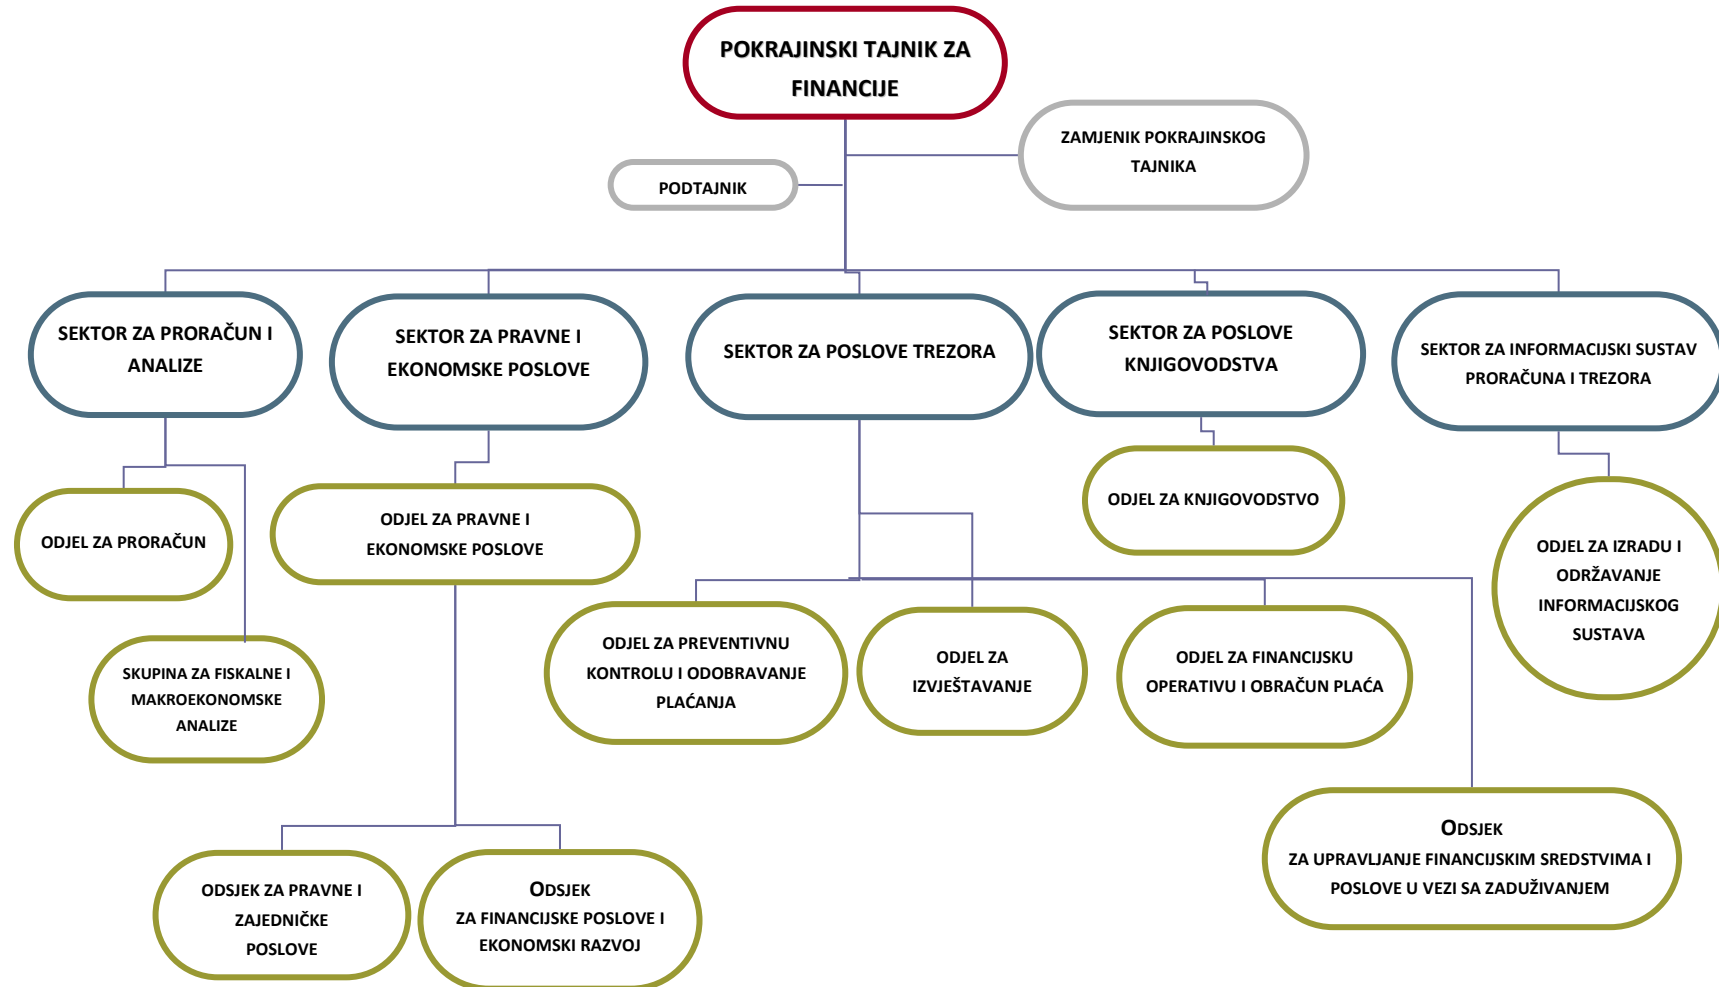 POKRAJINSKI TAJNIK ZA
FINANCIJE
ZAMJENIK POKRAJINSKOG
TAJNIKA
PODTAJNIK
SEKTOR ZA PRORAČUN I
ANALIZE
SEKTOR ZA PRAVNE I
EKONOMSKE POSLOVE
SEKTOR ZA POSLOVE TREZORA
SEKTOR ZA POSLOVE
KNJIGOVODSTVA
SEKTOR ZA INFORMACIJSKI SUSTAV
PRORAČUNA I TREZORA
ODJEL ZA PRORAČUN
ODJEL ZA PRAVNE I
EKONOMSKE POSLOVE
ODJEL ZA KNJIGOVODSTVO
ODJEL ZA IZRADU I
ODRŽAVANJE
INFORMACIJSKOG
SUSTAVA
SKUPINA ZA FISKALNE I
MAKROEKONOMSKE
ANALIZE
ODJEL ZA PREVENTIVNU
KONTROLU I ODOBRAVANJE
PLAĆANJA
ODJEL ZA
IZVJEŠTAVANJE
ODJEL ZA FINANCIJSKU
OPERATIVU I OBRAČUN PLAĆA
ODSJEK
ZA UPRAVLJANJE FINANCIJSKIM SREDSTVIMA I
POSLOVE U VEZI SA ZADUŽIVANJEM
ODSJEK ZA PRAVNE I
ZAJEDNIČKE
POSLOVE
ODSJEK
ZA FINANCIJSKE POSLOVE I
EKONOMSKI RAZVOJ